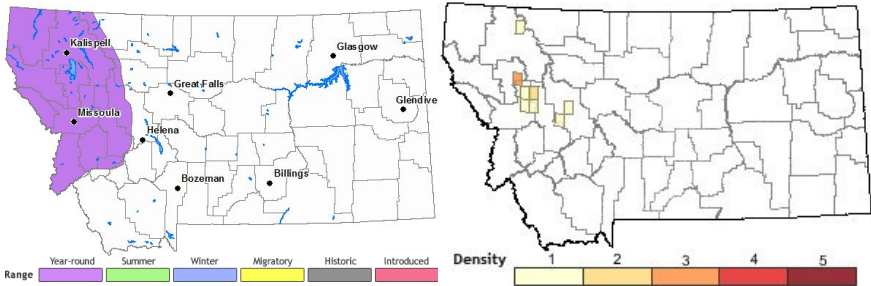 Kalispell
Glasgow
Great Falls
Glendive
Missoula
Helena
Bozeman
Billings
Year-round Summer Winter Migratory Historic Introduced
Range
Density 1 2 3 4 5